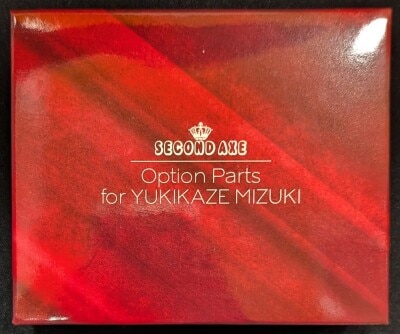 SECOND AXE
Option Parts
for YUKIKAZE MIZUKI